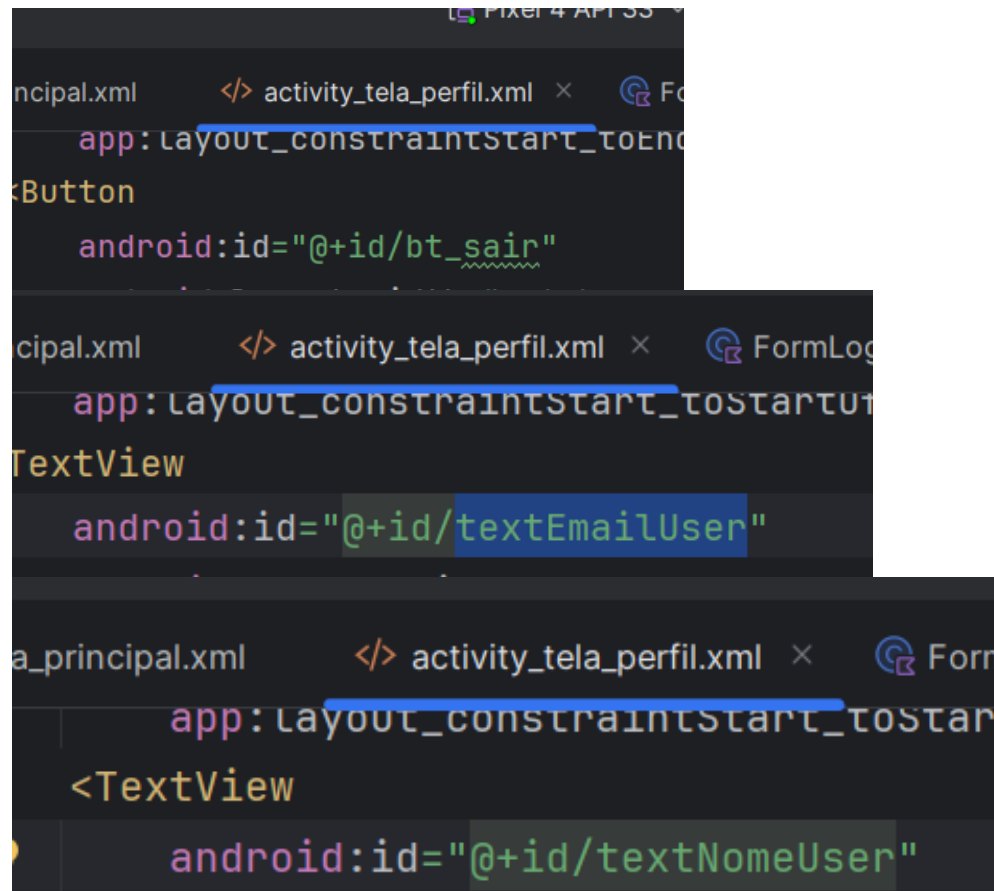 Pixel 4 API 33
ncipal.xml </> activity_tela_perfil.xml × Fo
app:layout_constraintStart_toEnd
<Button
android:id="@+id/bt_sair"
cipal.xml </> activity_tela_perfil.xml × FormLog
app:layout_constraintStart_toStartOf
TextView
android:id="@+id/textEmailUser"
a_principal.xml </> activity_tela_perfil.xml × Form
app:layout_constraintStart_toStar
<TextView
android:id="@+id/textNomeUser"